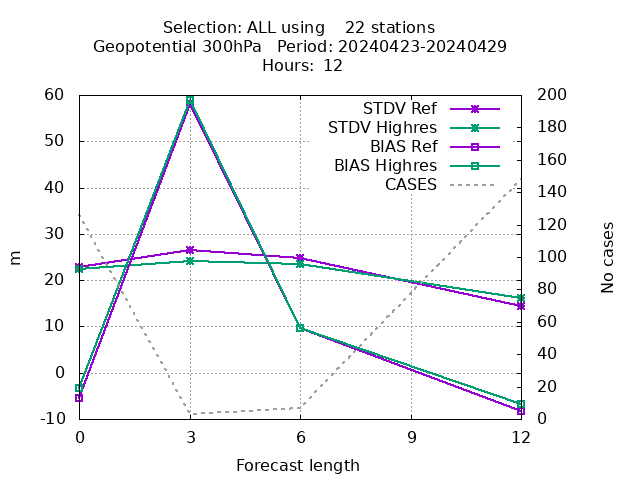 Selection: ALL using    22 stations
Geopotential 300hPa   Period: 20240423-20240429
Hours: 12
STDV Ref
STDV Highres
BIAS Ref
BIAS Highres
CASES
60
50
40
30
20
10
0
-10
m
200
180
160
140
120
100
80
60
40
20
0
No cases
0 3 6 9 12
Forecast length